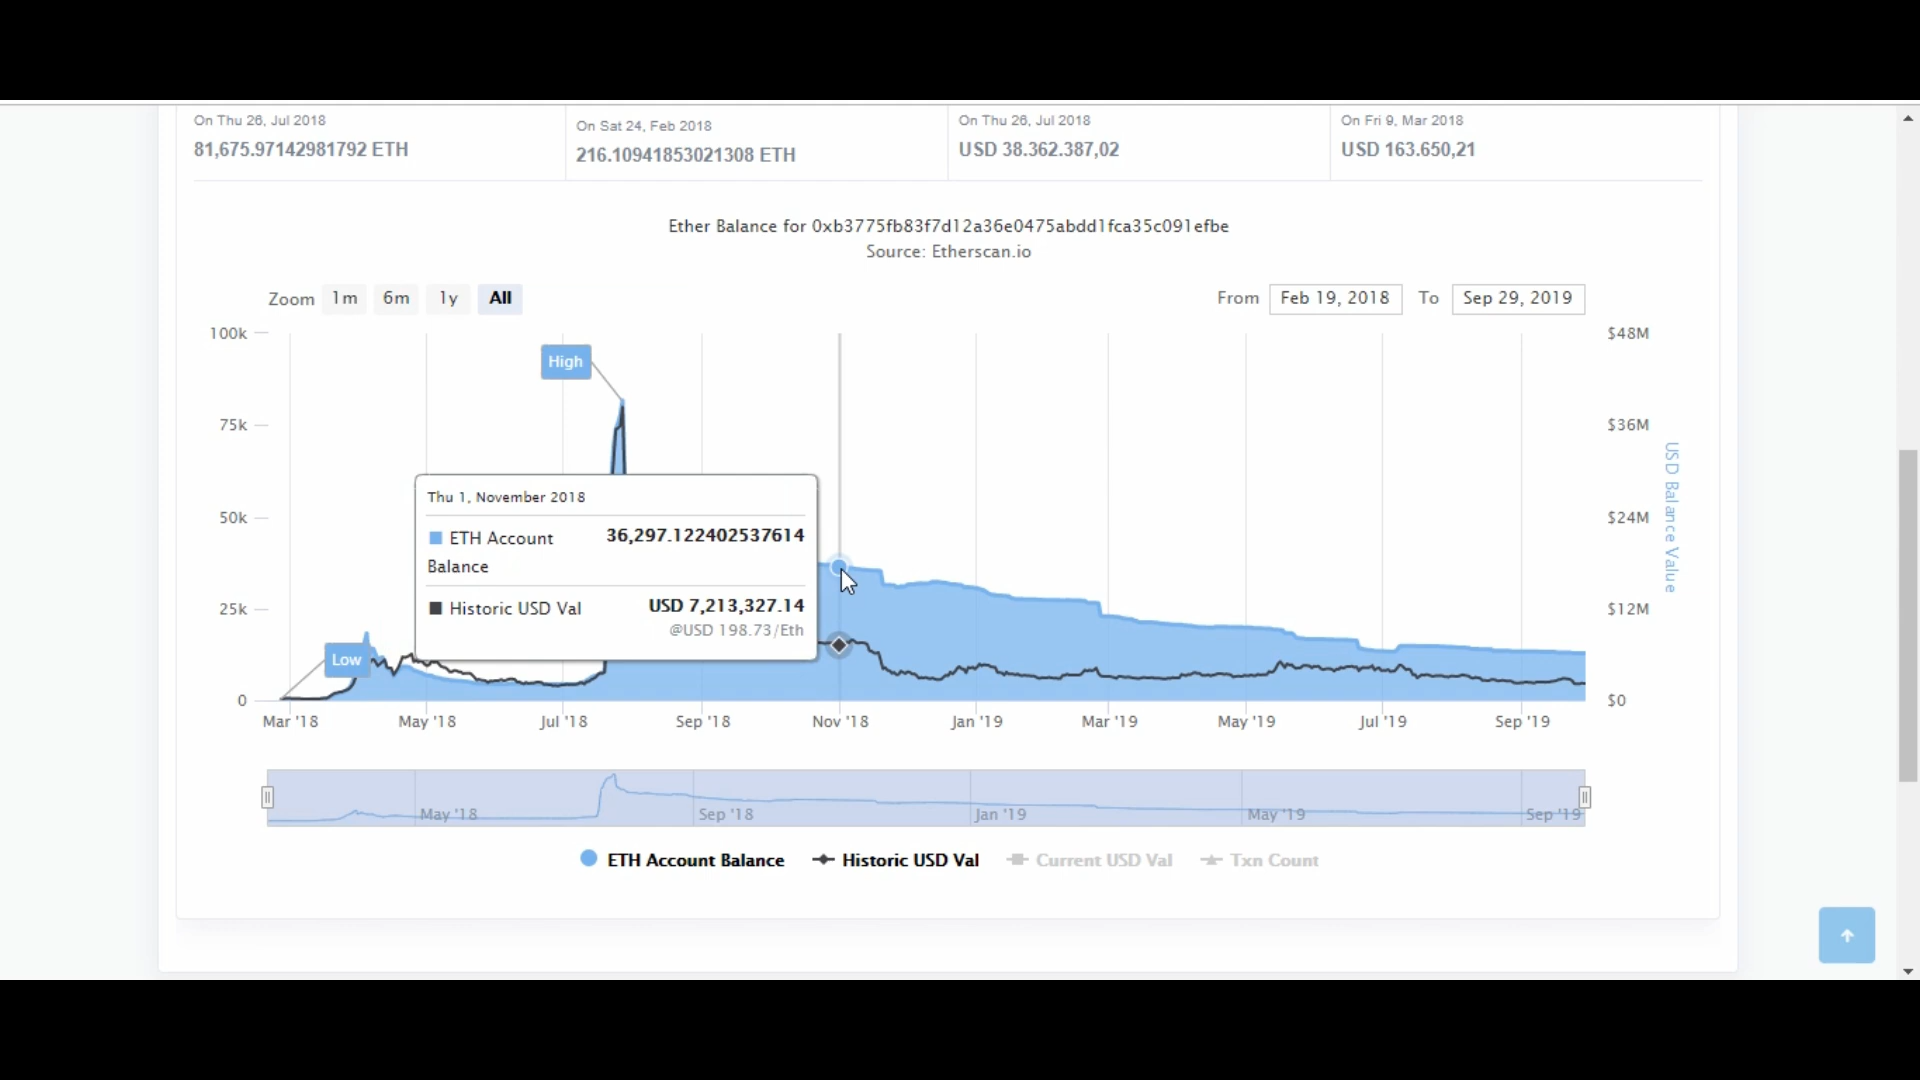 On Thu 26, Jul 2018
81,675.97142981792 ETH
On Sat 24, Feb 2018
216.10941853021308 ETH
On Thu 26, Jul 2018
USD 38.362.387,02
On Fri 9, Mar 2018
USD 163.650,21
Ether Balance for 0xb3775fb83f7d12a36e0475abdd1fca35c091efbe
Source: Etherscan.io
Zoom 1m 6m 1y All
From Feb 19, 2018 To Sep 29, 2019
100k
75k
50k
25k
0
$48M
$36M
$24M
$12M
$0
USD Balance Value
High
Low
Thu 1, November 2018
ETH Account Balance 36,297.122402537614
Historic USD Val USD 7,213,327.14
@USD 198.73/Eth
Mar '18 May '18 Jul '18 Sep '18 Nov '18 Jan '19 Mar '19 May '19 Jul '19 Sep '19
May '18 Sep '18 Jan '19 May '19 Sep '19
ETH Account Balance Historic USD Val Current USD Val Txn Count